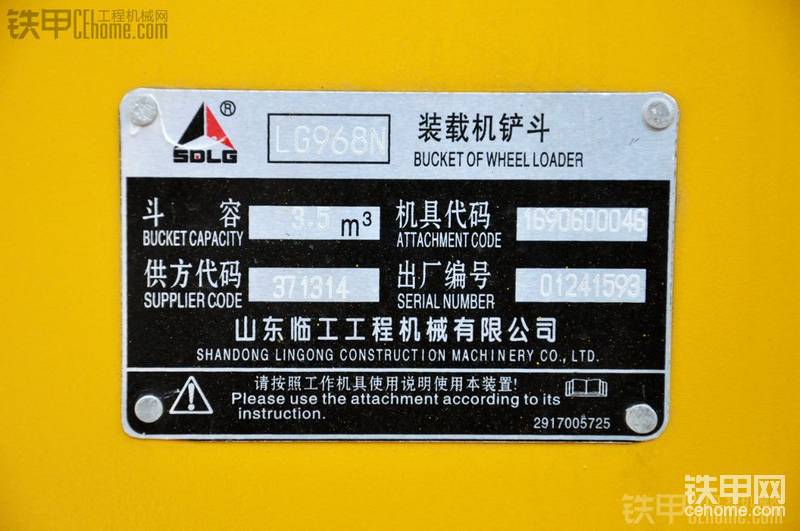 铁甲工程机械网
CEhome.com
SDLG ®
LG968N
装载机铲斗
BUCKET OF WHEEL LOADER
斗容 3.5 m³
BUCKET CAPACITY
机具代码 1690600046
ATTACHMENT CODE
供方代码 371314
SUPPLIER CODE
出厂编号 01241593
SERIAL NUMBER
山东临工工程机械有限公司
SHANDONG LINGONG CONSTRUCTION MACHINERY CO., LTD.
请按照工作机具使用说明使用本装置!
Please use the attachment according to its
instruction.
2917005725
铁甲网
cehome.com